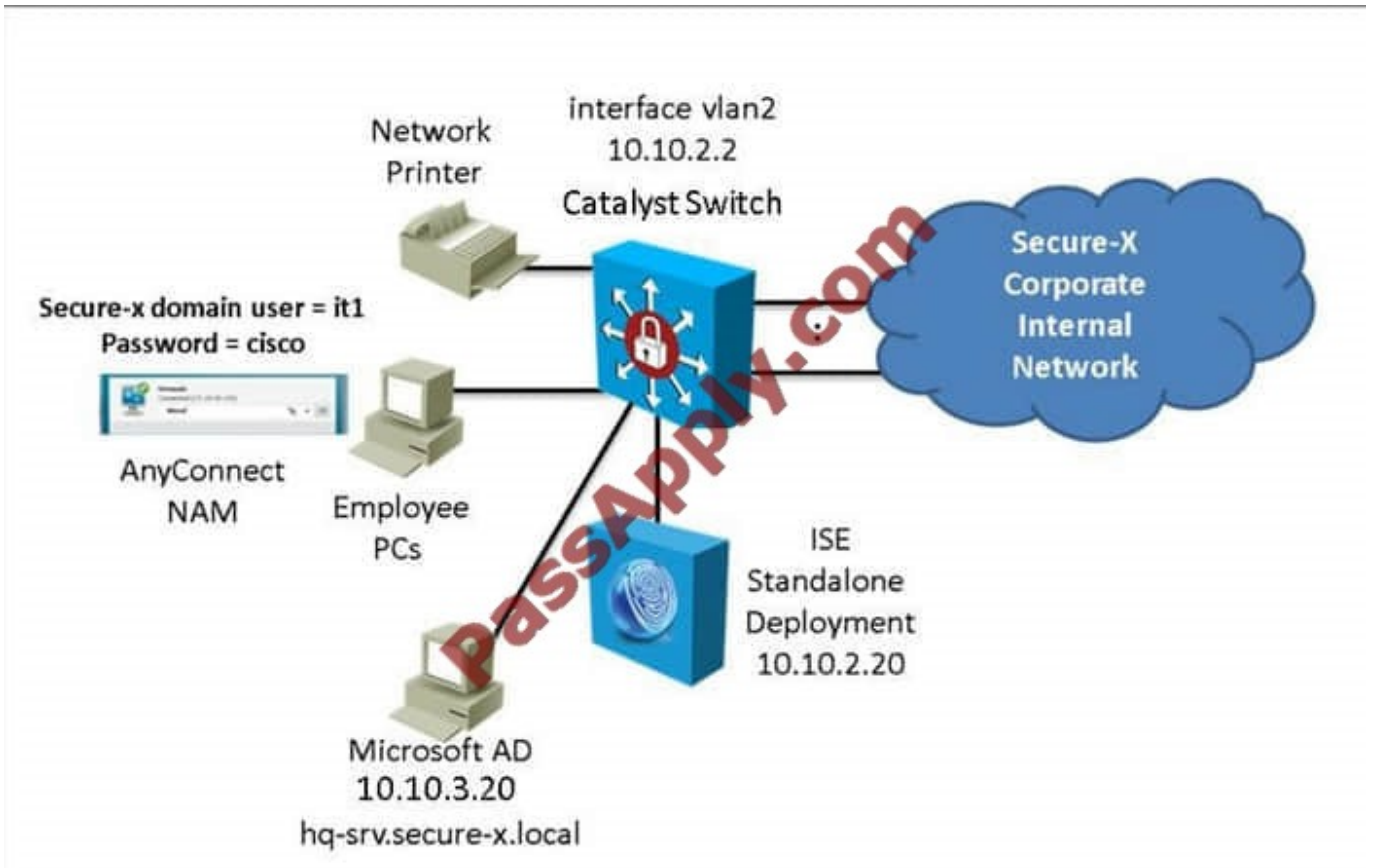 interface vlan2
10.10.2.2
Catalyst Switch
Network
Printer
Secure-X
Corporate
Internal
Network
Secure-x domain user = it1
Password = cisco
AnyConnect
NAM
Employee
PCs
ISE
Standalone
Deployment
10.10.2.20
Microsoft AD
10.10.3.20
hq-srv.secure-x.local
PassApply.com